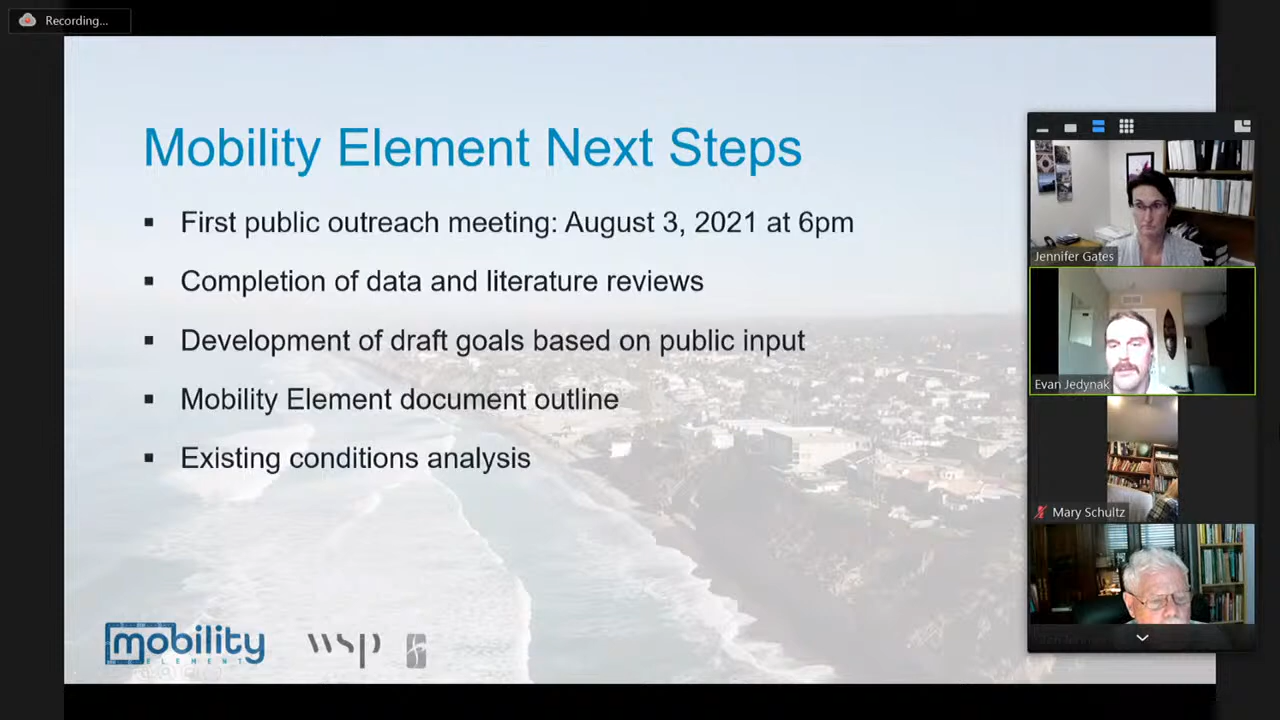 Recording...
Mobility Element Next Steps
▪ First public outreach meeting: August 3, 2021 at 6pm
▪ Completion of data and literature reviews
▪ Development of draft goals based on public input
▪ Mobility Element document outline
▪ Existing conditions analysis
Jennifer Gates
Evan Jedynak
Mary Schultz
mobility
ELEMENT
wsp